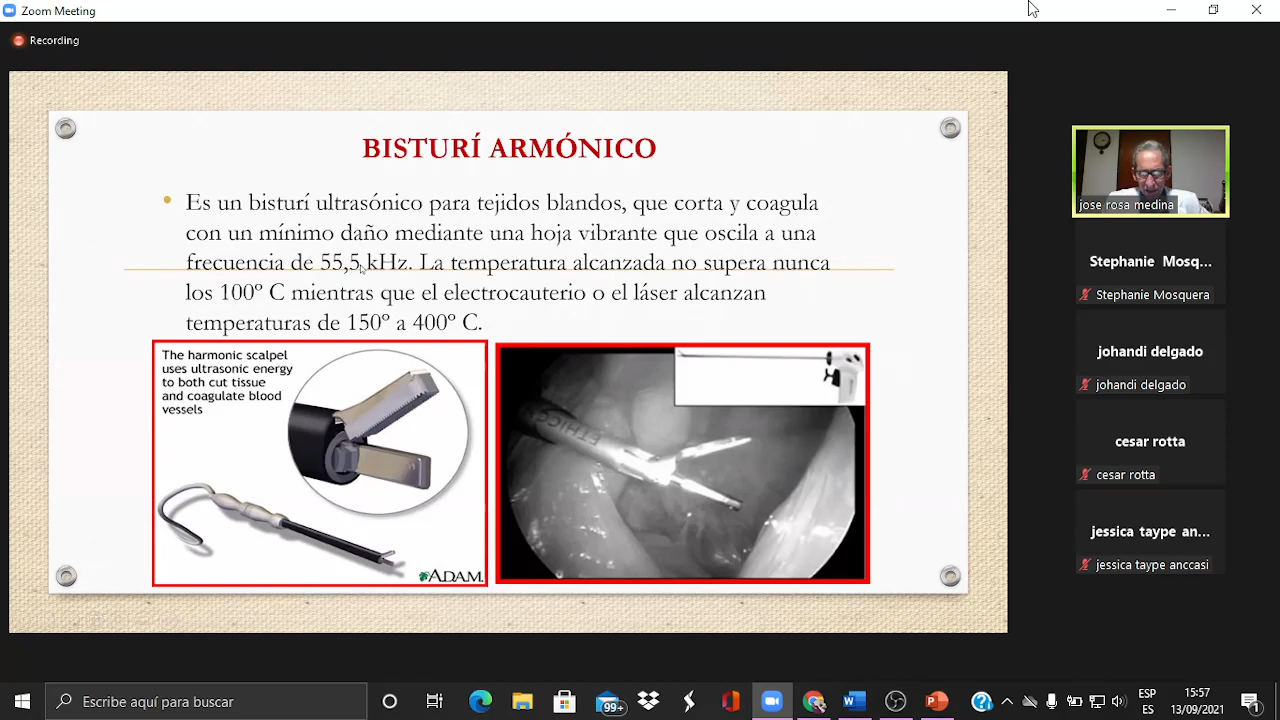 Zoom Meeting
Recording
BISTURÍ ARMÓNICO
Es un bisturí ultrasónico para tejidos blandos, que corta y coagula
con un mínimo daño mediante una hoja vibrante que oscila a una
frecuencia de 55,5 kHz. La temperatura alcanzada no supera nunca
los 100º C mientras que el electrocauterio o el láser alcanzan
temperaturas de 150º a 400º C.
The harmonic scalpel
uses ultrasonic energy
to both cut tissue
and coagulate blood
vessels
ADAM.
jose rosa medina
Stephanie Mosq...
Stephanie Mosquera
johandi delgado
johandi delgado
cesar rotta
cesar rotta
jessica taype an...
jessica taype anccasi
Escribe aquí para buscar
99+
ESP
ES
15:57
13/09/2021
1